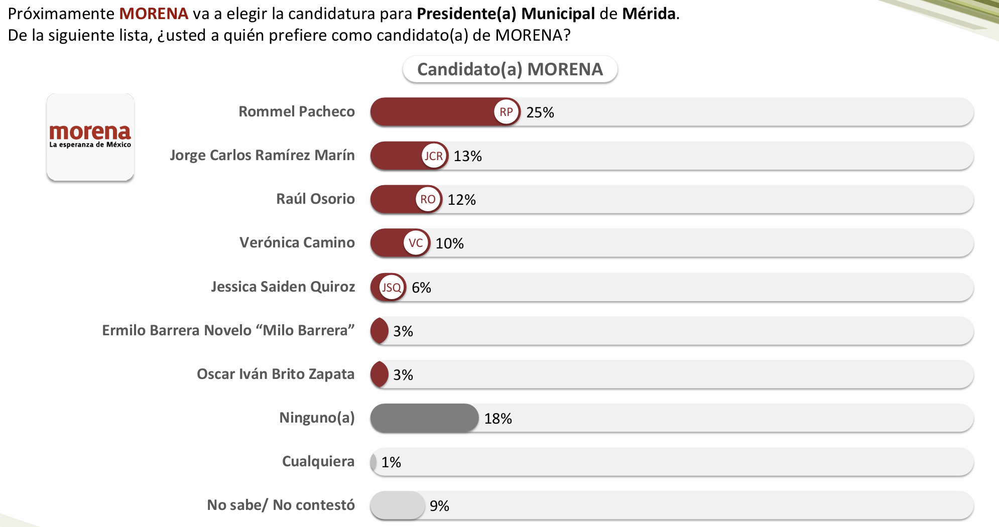 Próximamente MORENA va a elegir la candidatura para Presidente(a) Municipal de Mérida.
De la siguiente lista, ¿usted a quién prefiere como candidato(a) de MORENA?
Candidato(a) MORENA
morena
La esperanza de México
Rommel Pacheco RP 25%
Jorge Carlos Ramírez Marín JCR 13%
Raúl Osorio RO 12%
Verónica Camino VC 10%
Jessica Saiden Quiroz JSQ 6%
Ermilo Barrera Novelo “Milo Barrera” 3%
Oscar Iván Brito Zapata 3%
Ninguno(a) 18%
Cualquiera 1%
No sabe/ No contestó 9%